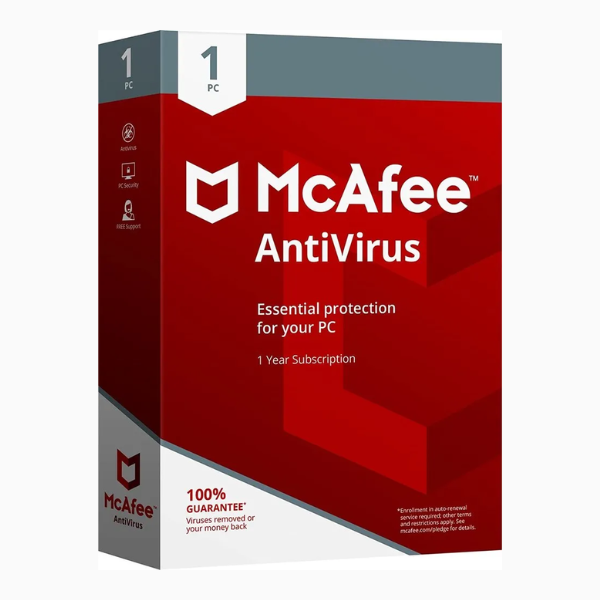 1
PC
Antivirus
PC Security
FREE Support
McAfee™
AntiVirus
1
PC
McAfee™
AntiVirus
Essential protection
for your PC
1 Year Subscription
100%
GUARANTEE*
Viruses removed or
your money back
*Enrollment in auto-renewal
service required; other terms
and restrictions apply. See
mcafee.com/pledge for details.